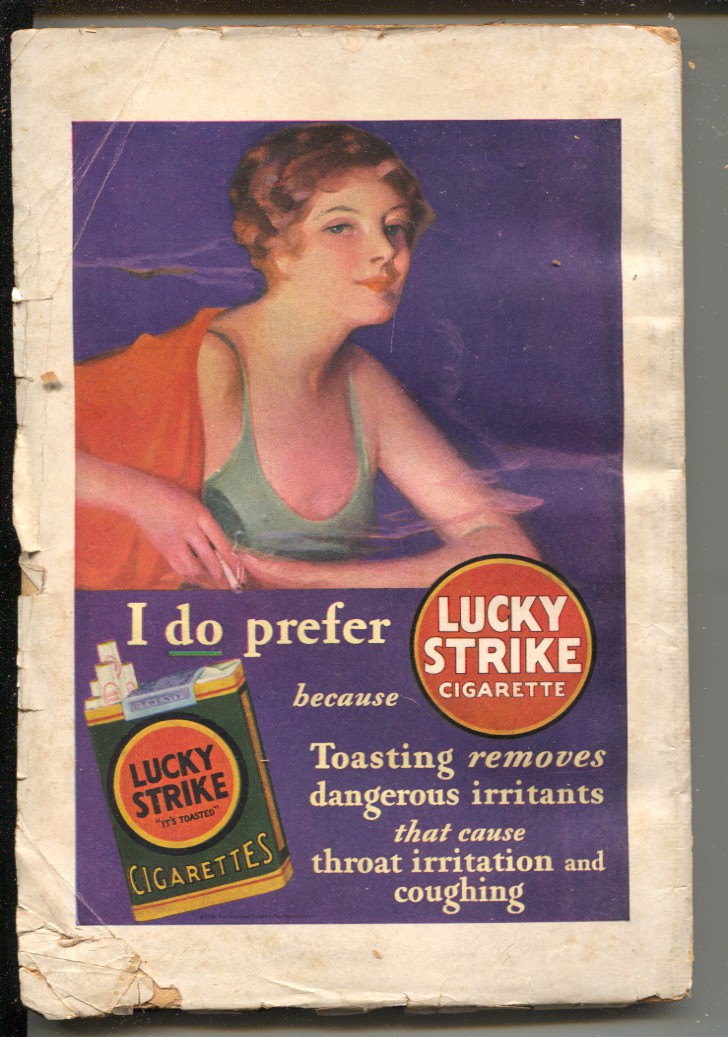 I do prefer
LUCKY
STRIKE
CIGARETTE
because
Toasting removes
dangerous irritants
that cause
throat irritation and
coughing
TWENTY
LUCKY
STRIKE
"IT'S TOASTED"
CIGARETTES